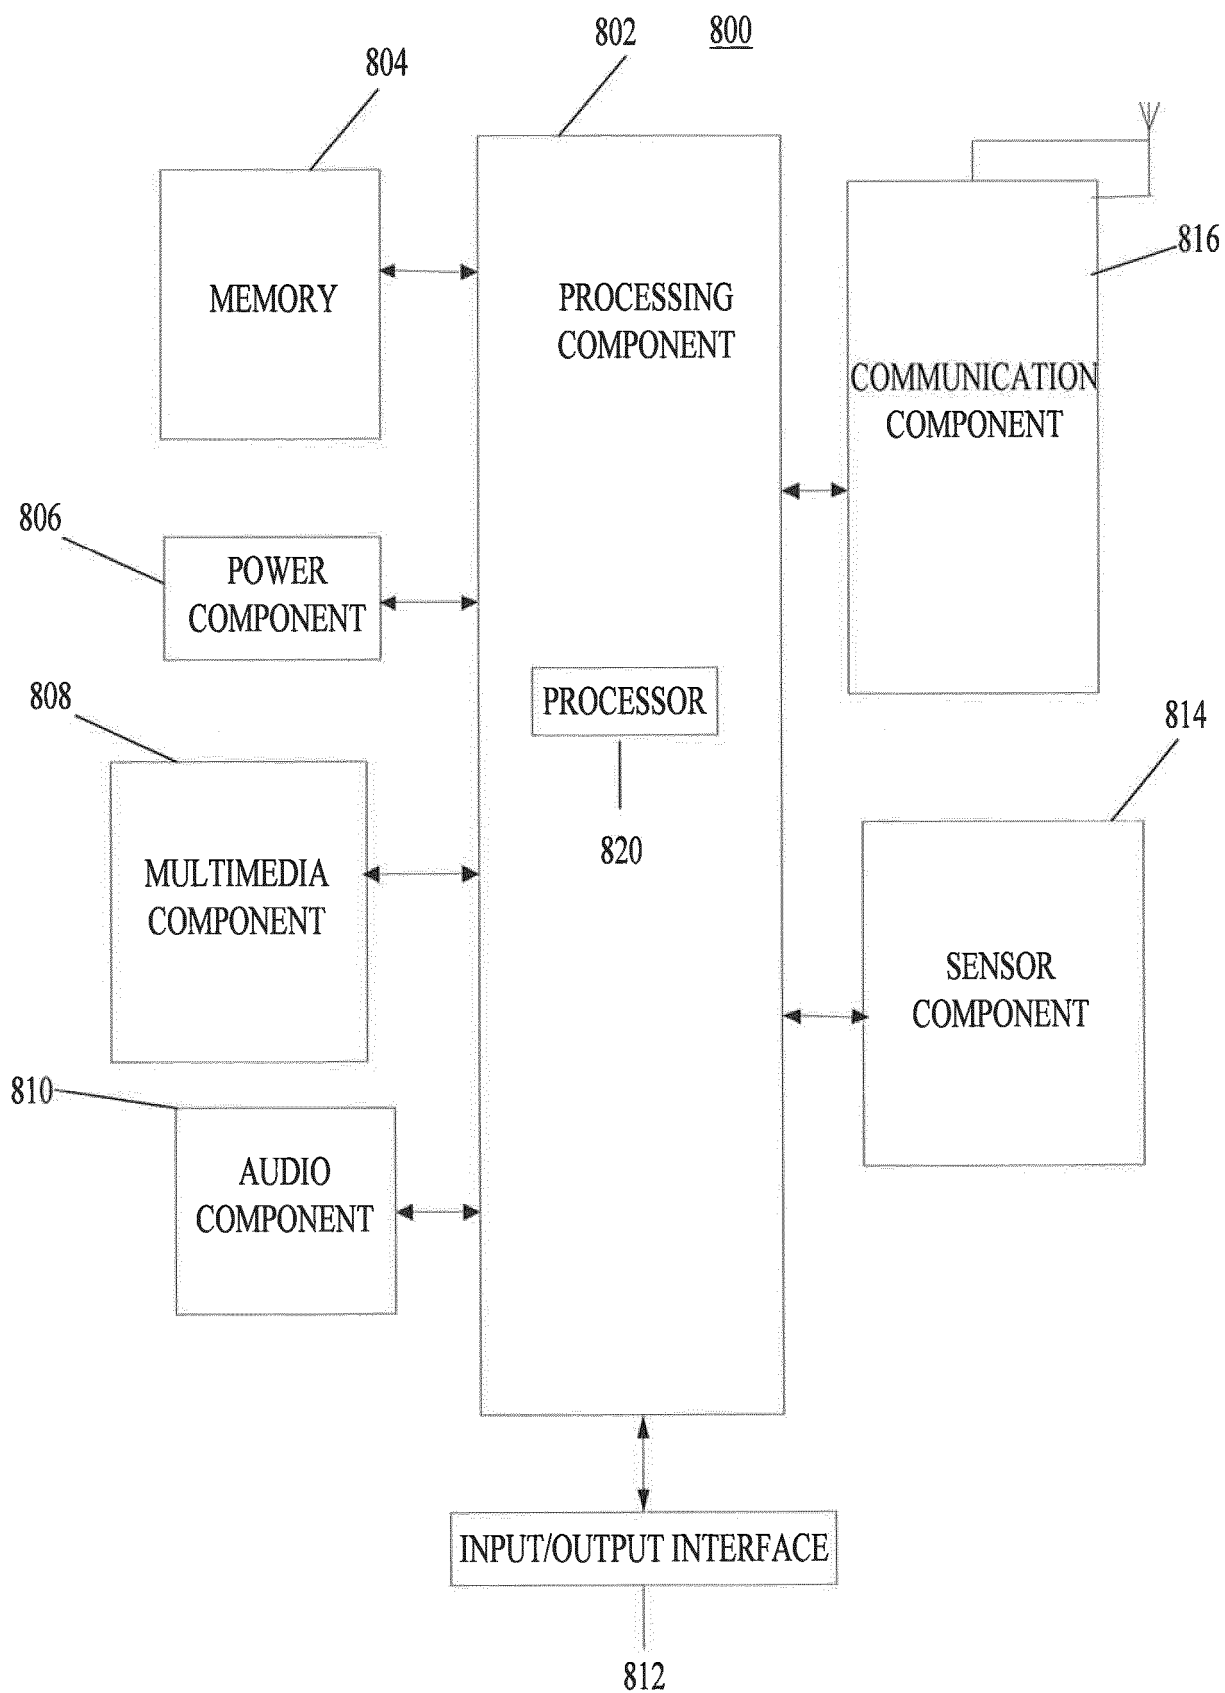 802
800
804
816
MEMORY
PROCESSING
COMPONENT
COMMUNICATION
COMPONENT
806
POWER
COMPONENT
PROCESSOR
820
808
814
MULTIMEDIA
COMPONENT
SENSOR
COMPONENT
810
AUDIO
COMPONENT
INPUT/OUTPUT INTERFACE
812